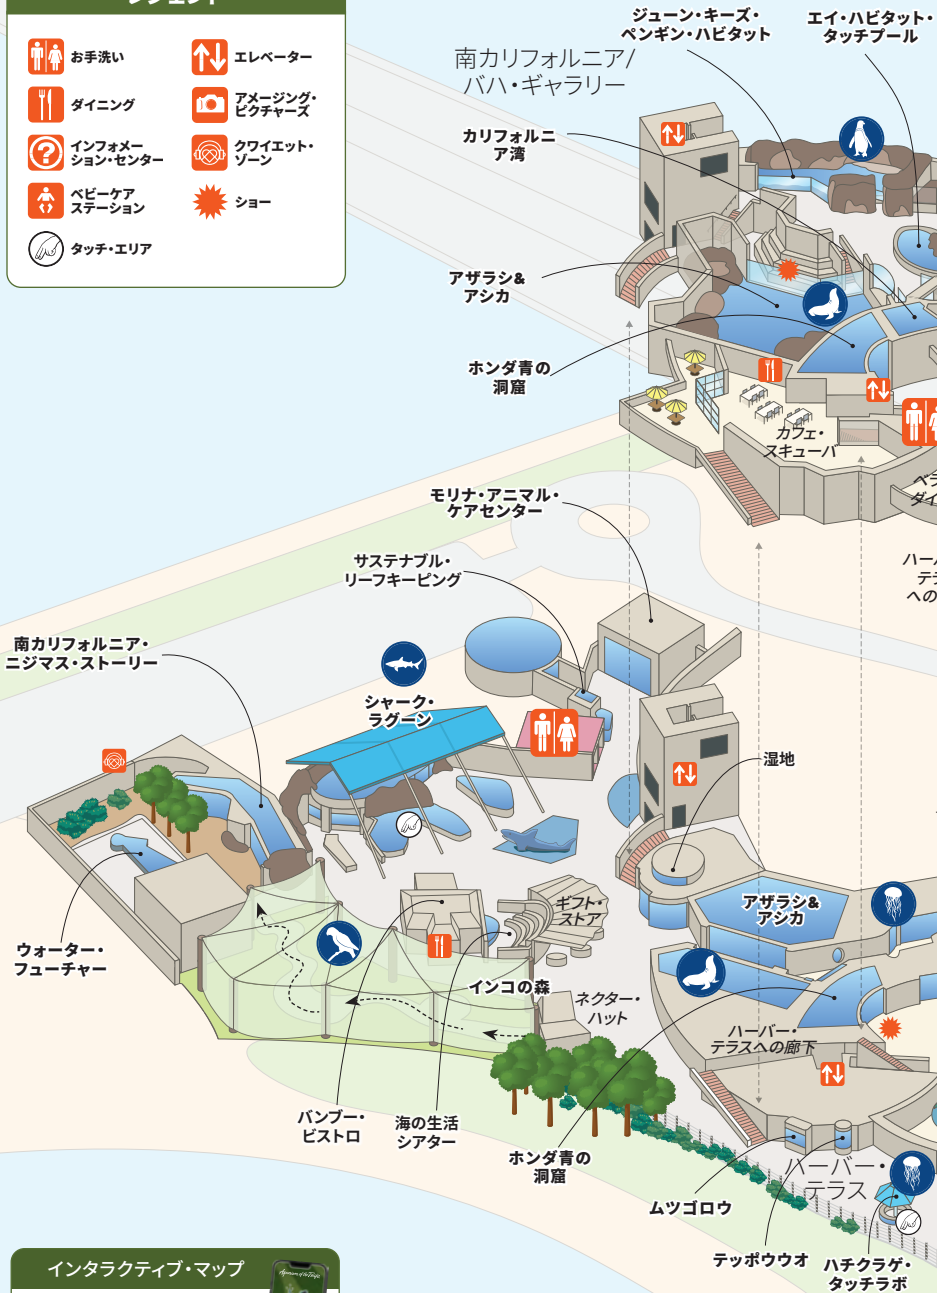 お手洗い
エレベーター
ダイニング
アメージング・
ピクチャーズ
インフォメー
ション・センター
クワイエット・
ゾーン
ベビーケア
ステーション
ショー
タッチ・エリア
ジューン・キーズ・
ペンギン・ハビタット
エイ・ハビタット・
タッチプール
南カリフォルニア/
バハ・ギャラリー
カリフォルニ
ア湾
アザラシ&
アシカ
ホンダ青の
洞窟
カフェ・
スキューバ
モリナ・アニマル・
ケアセンター
サステナブル・
リーフキーピング
南カリフォルニア・
ニジマス・ストーリー
シャーク・
ラグーン
湿地
アザラシ&
アシカ
ギフト・
ストア
ウォーター・
フューチャー
インコの森
ネクター・
ハット
ハーバー・
テラスへの廊下
バンブー・
ビストロ
海の生活
シアター
ホンダ青の
洞窟
ムツゴロウ
ハーバー・
テラス
テッポウウオ
ハチクラゲ・
タッチラボ
インタラクティブ・マップ